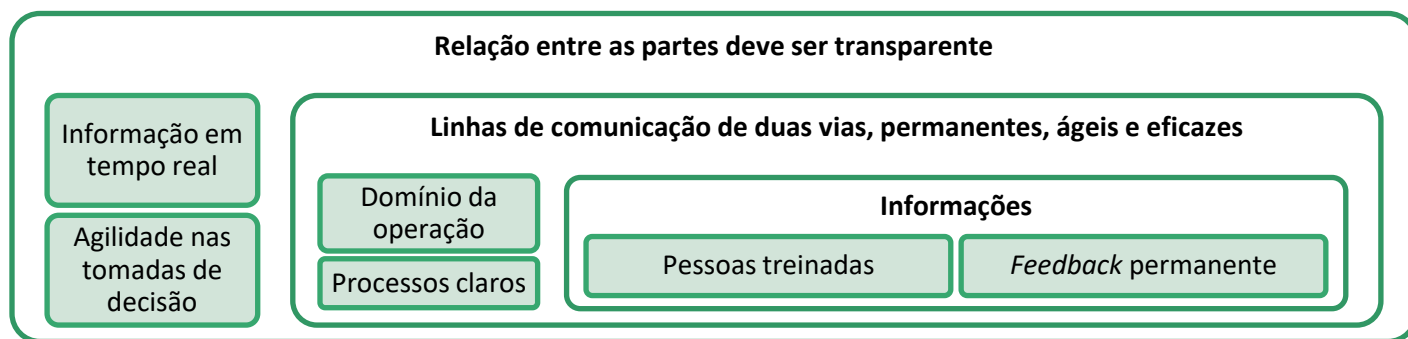 Relação entre as partes deve ser transparente
Informação em
tempo real
Agilidade nas
tomadas de
decisão
Linhas de comunicação de duas vias, permanentes, ágeis e eficazes
Domínio da
operação
Processos claros
Informações
Pessoas treinadas
Feedback permanente